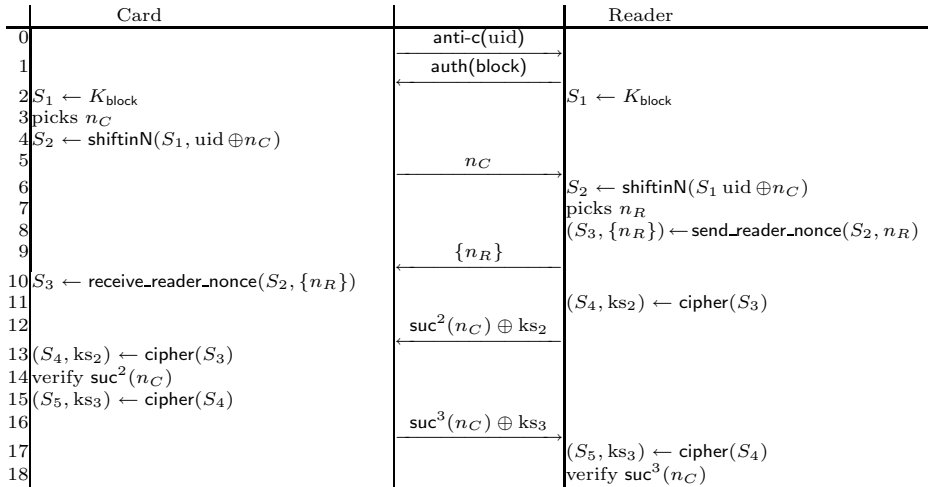 Card Reader
0 anti-c(uid)
1 auth(block)
2 S₁ ← K_block S₁ ← K_block
3 picks n_C
4 S₂ ← shiftinN(S₁, uid ⊕n_C)
5 n_C
6 S₂ ← shiftinN(S₁ uid ⊕n_C)
7 picks n_R
8 (S₃, {n_R}) ← send_reader_nonce(S₂, n_R)
9 {n_R}
10 S₃ ← receive_reader_nonce(S₂, {n_R})
11 (S₄, ks₂) ← cipher(S₃)
12 suc²(n_C) ⊕ ks₂
13 (S₄, ks₂) ← cipher(S₃)
14 verify suc²(n_C)
15 (S₅, ks₃) ← cipher(S₄)
16 suc³(n_C) ⊕ ks₃
17 (S₅, ks₃) ← cipher(S₄)
18 verify suc³(n_C)